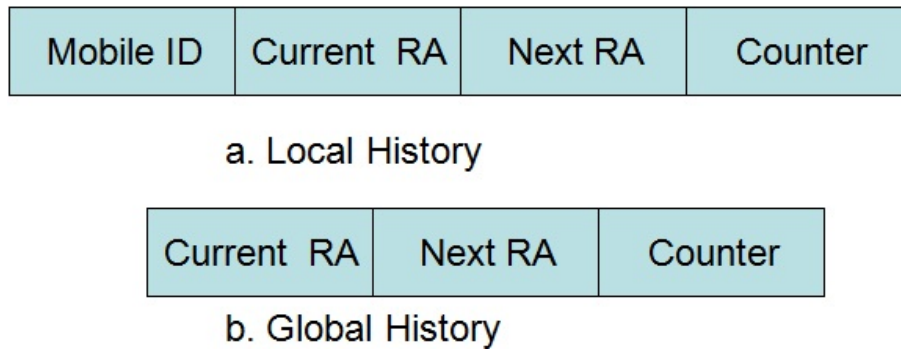 Mobile ID Current RA Next RA Counter
a. Local History
Current RA Next RA Counter
b. Global History